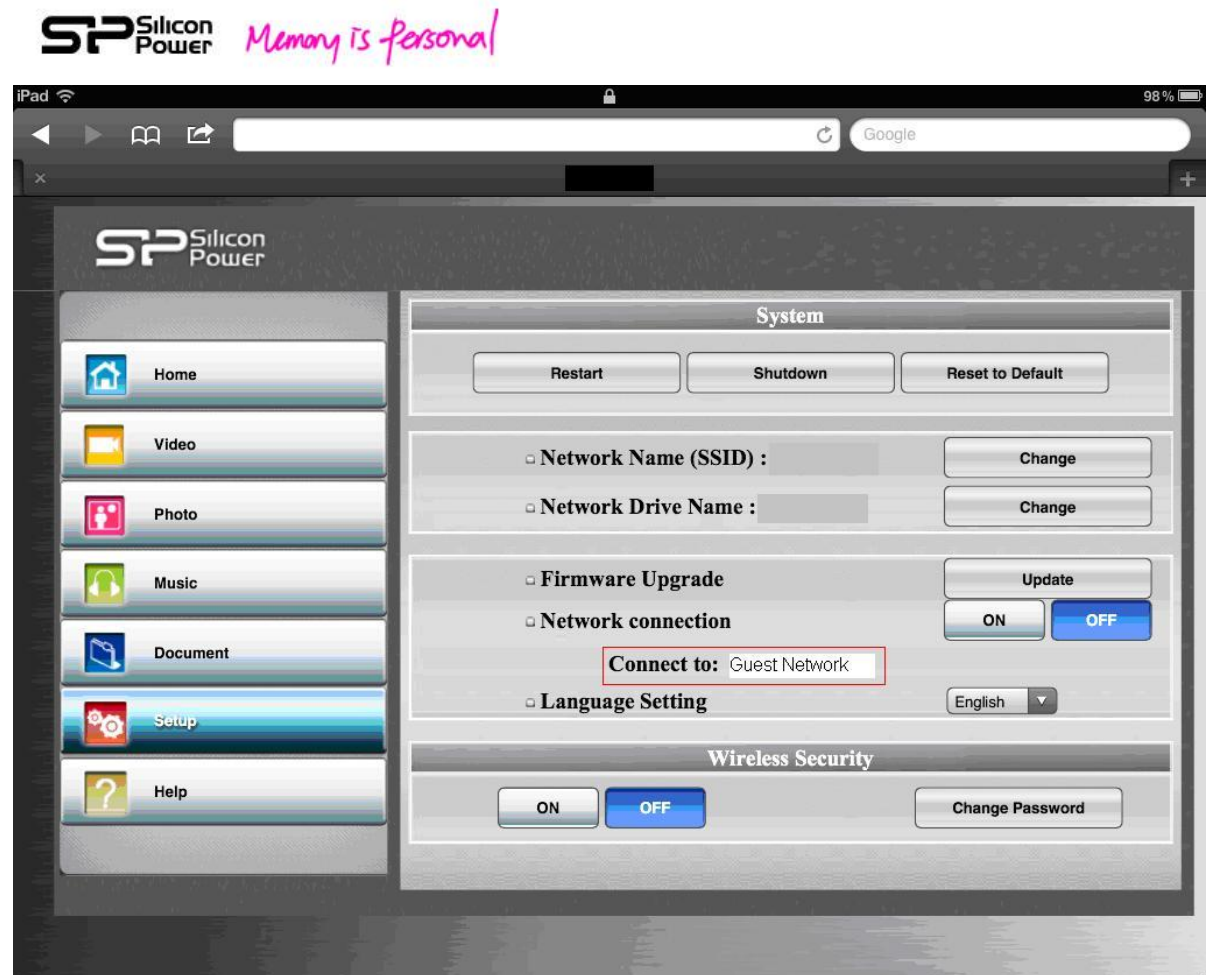 SP Silicon Power Memory is Personal
iPad 98%
Google
SP Silicon Power
System
Restart Shutdown Reset to Default
Home
Video
Photo
Music
Document
Setup
Help
Network Name (SSID) : Change
Network Drive Name : Change
Firmware Upgrade Update
Network connection ON OFF
Connect to: Guest Network
Language Setting English
Wireless Security
ON OFF Change Password